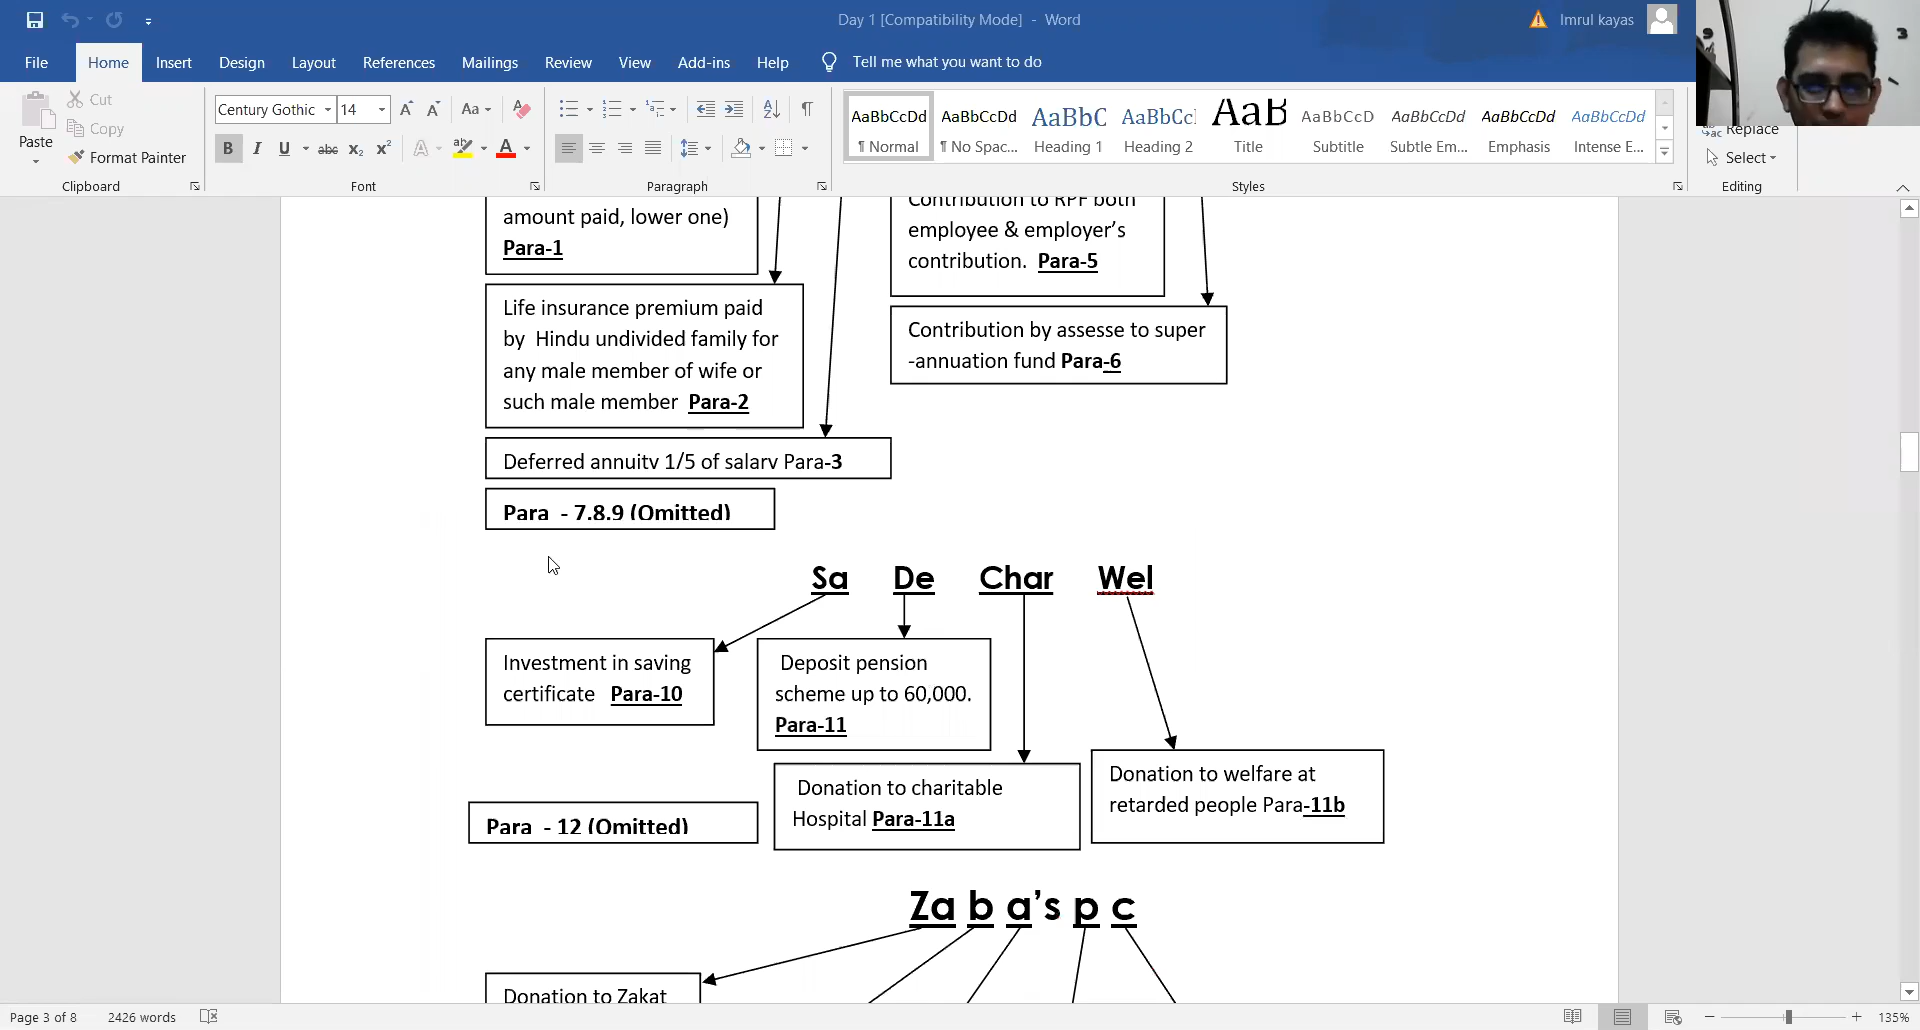 Day 1 [Compatibility Mode] - Word
Imrul kayas
File Home Insert Design Layout References Mailings Review View Add-ins Help Tell me what you want to do
Paste
Cut
Copy
Format Painter
Clipboard
Century Gothic 14
Font
Paragraph
AaBbCcDd AaBbCcDd AaBbC AaBbCcl AaB AaBbCcD AaBbCcDd AaBbCcDd AaBbCcDd
¶ Normal ¶ No Spac... Heading 1 Heading 2 Title Subtitle Subtle Em... Emphasis Intense E...
Styles
Replace
Select
Editing
9 3
amount paid, lower one)
Para-1
Contribution to RPF both
employee & employer's
contribution. Para-5
Life insurance premium paid
by Hindu undivided family for
any male member of wife or
such male member Para-2
Contribution by assesse to super
-annuation fund Para-6
Deferred annuity 1/5 of salary Para-3
Para - 7,8,9 (Omitted)
Sa De Char Wel
Investment in saving
certificate Para-10
Deposit pension
scheme up to 60,000.
Para-11
Donation to charitable
Hospital Para-11a
Donation to welfare at
retarded people Para-11b
Para - 12 (Omitted)
Za b a's p c
Donation to Zakat
Page 3 of 8 2426 words
135%